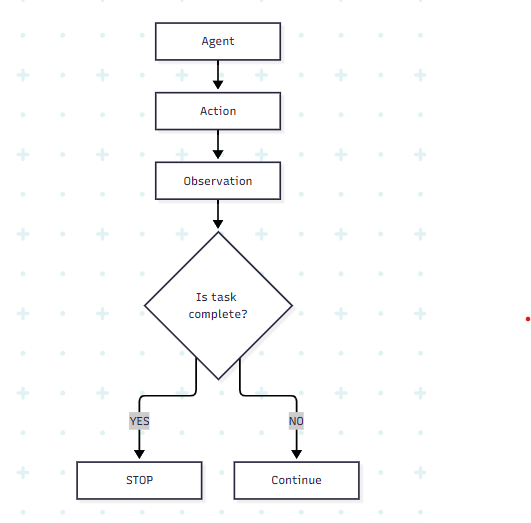 Agent
Action
Observation
Is task
complete?
YES
NO
STOP
Continue